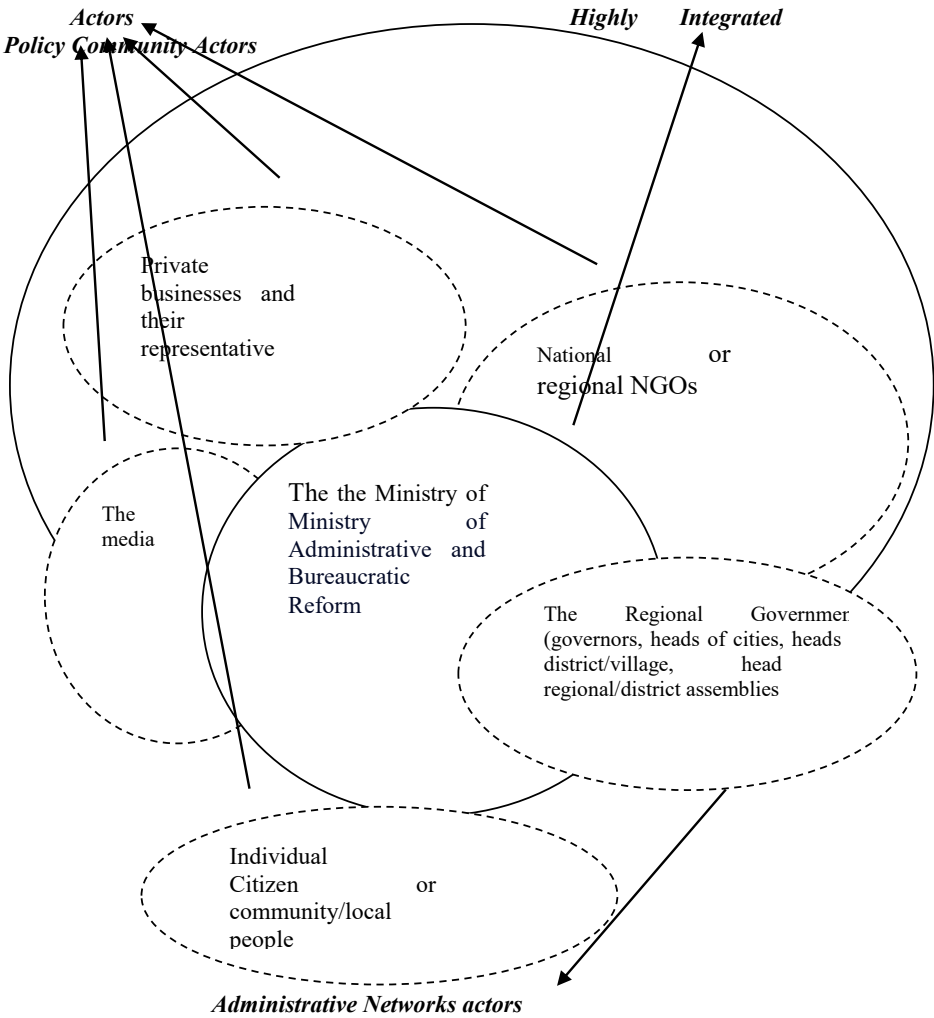 Actors
Highly Integrated
Policy Community Actors
Private
businesses and
their
representative
National or
regional NGOs
The
media
The the Ministry of
Ministry of
Administrative and
Bureaucratic
Reform
The Regional Governmen
(governors, heads of cities, heads
district/village, head
regional/district assemblies
Individual
Citizen or
community/local
people
Administrative Networks actors